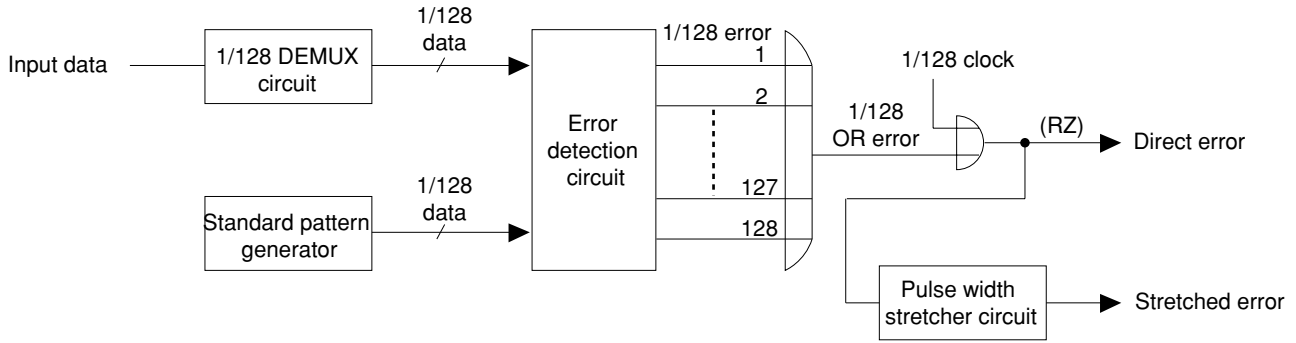 Input data
1/128 DEMUX
circuit
1/128
data
Standard pattern
generator
1/128
data
Error
detection
circuit
1/128 error
1
2
127
128
1/128
OR error
1/128 clock
(RZ)
Direct error
Pulse width
stretcher circuit
Stretched error